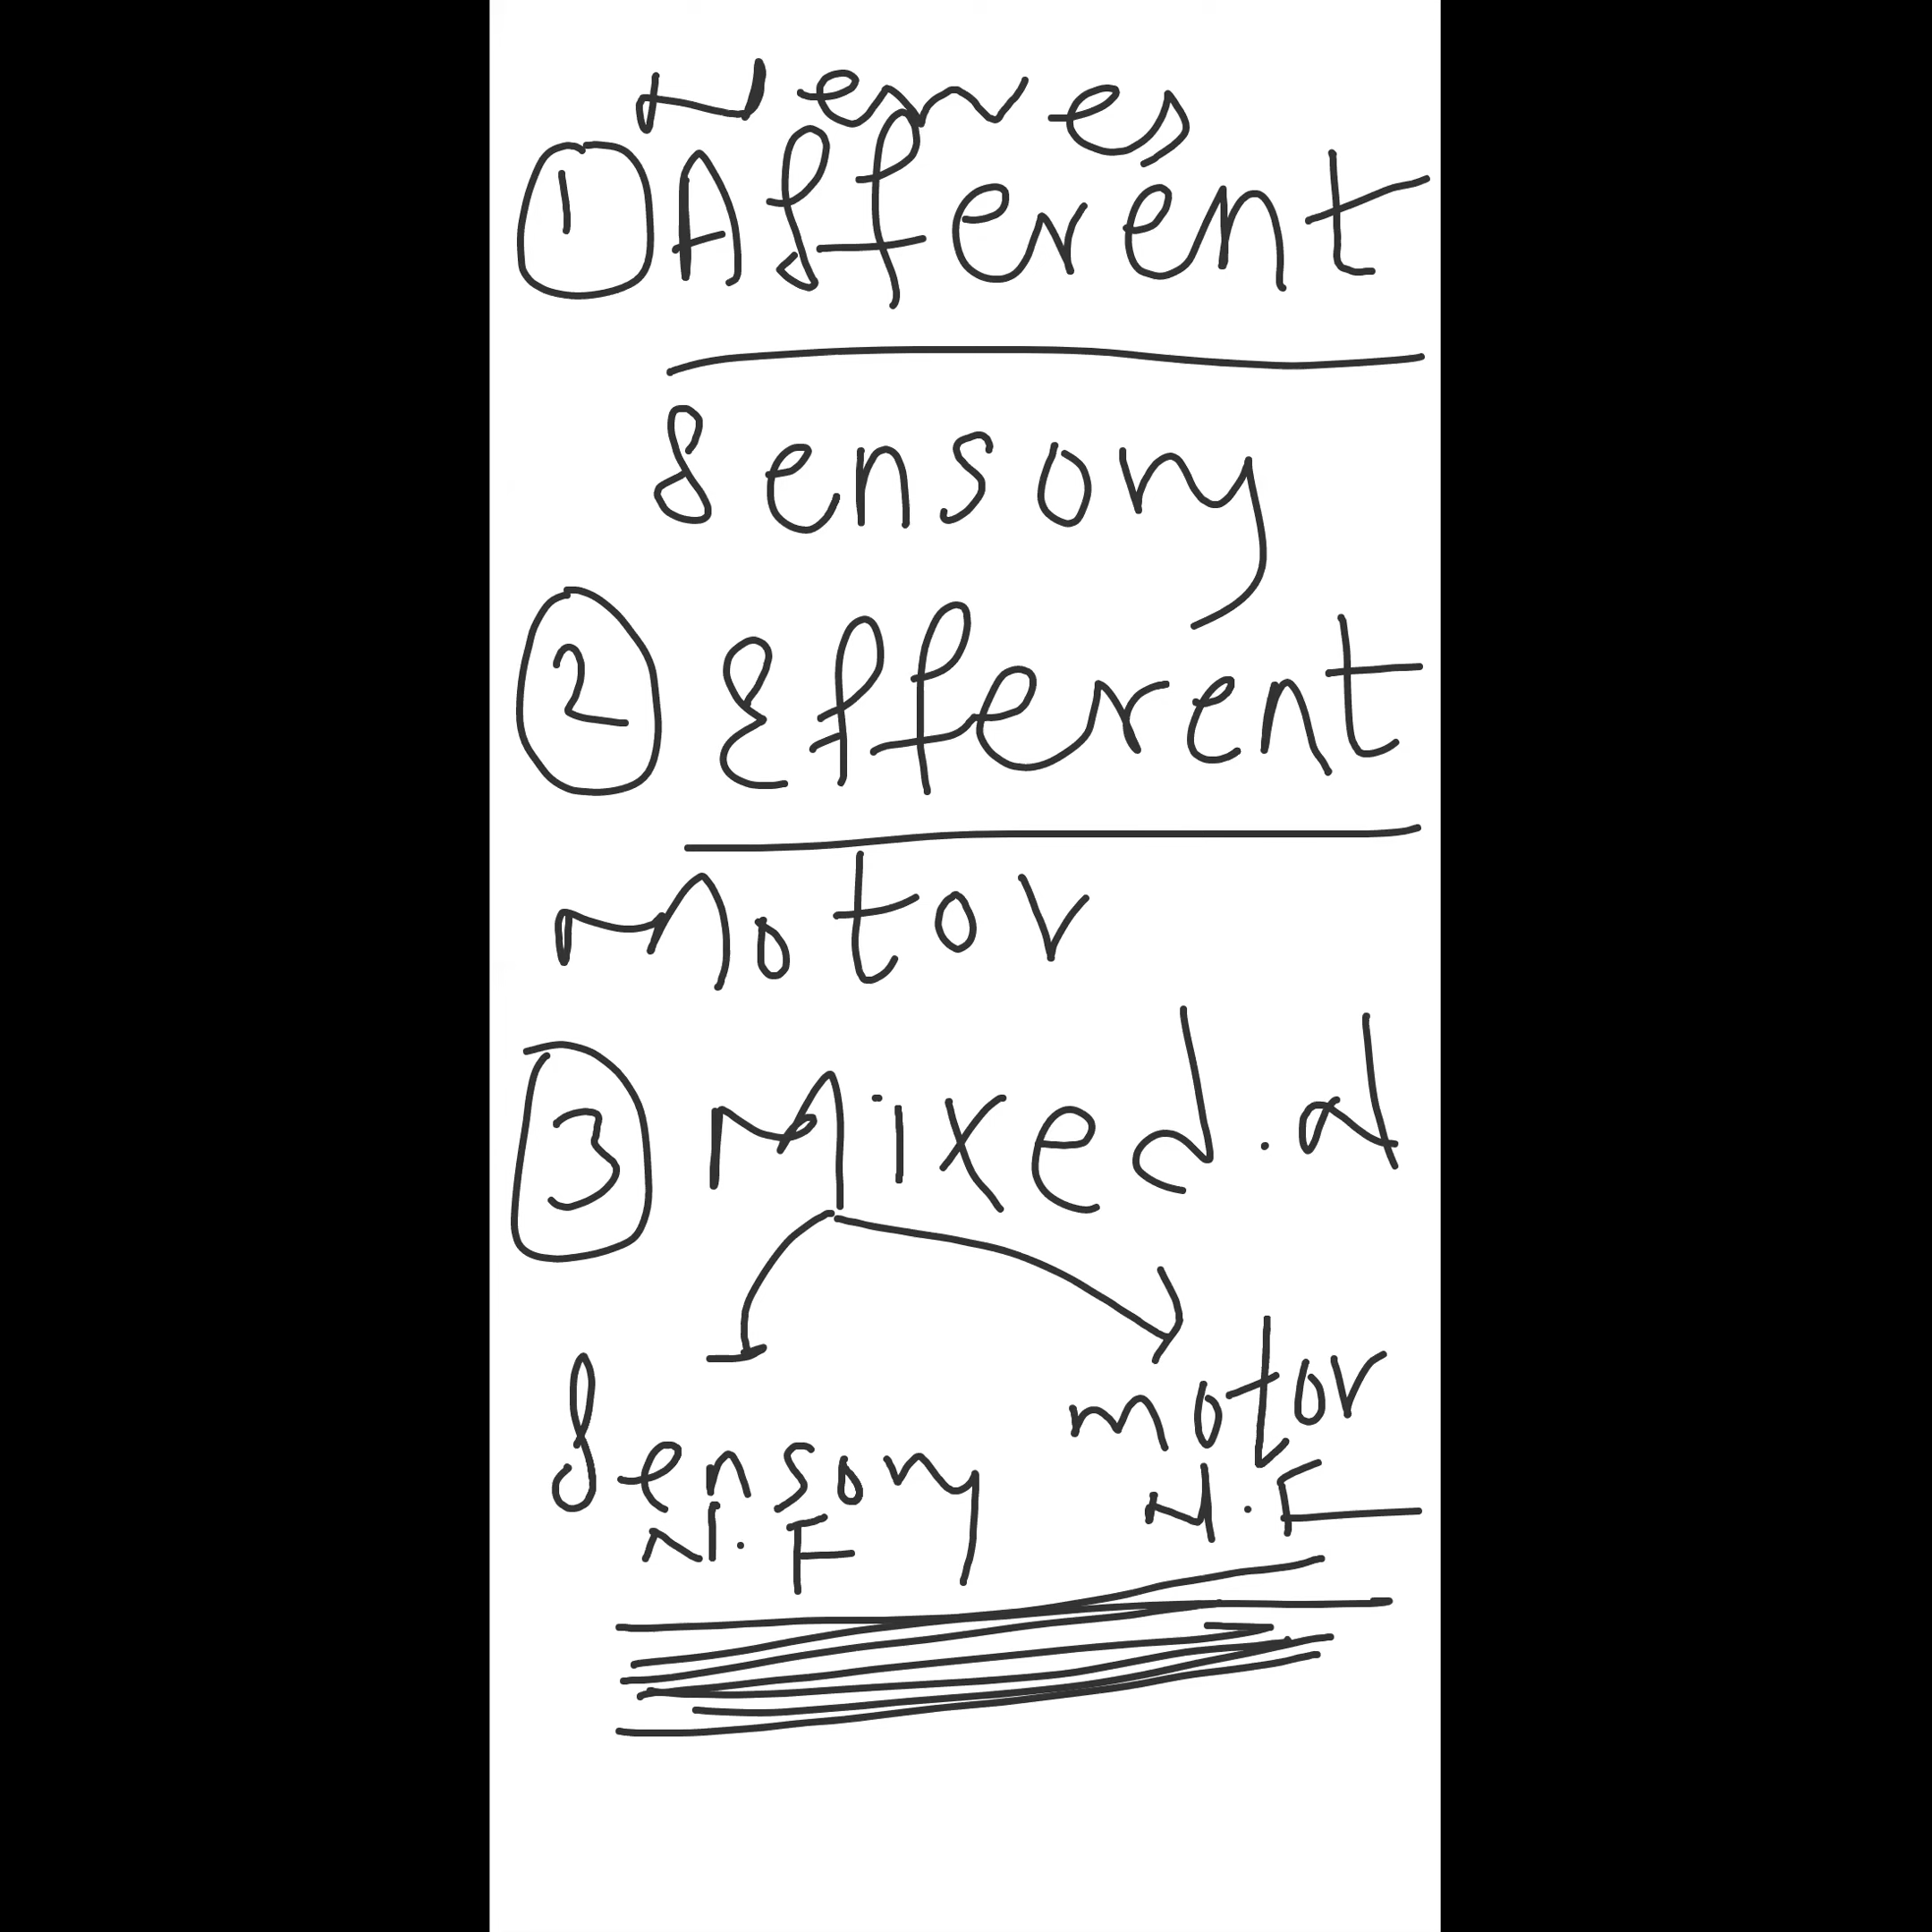 Nerves
1 Afferent
Sensory
2 Efferent
Motor
3 Mixed . N
Sensory motor
N. F N. F